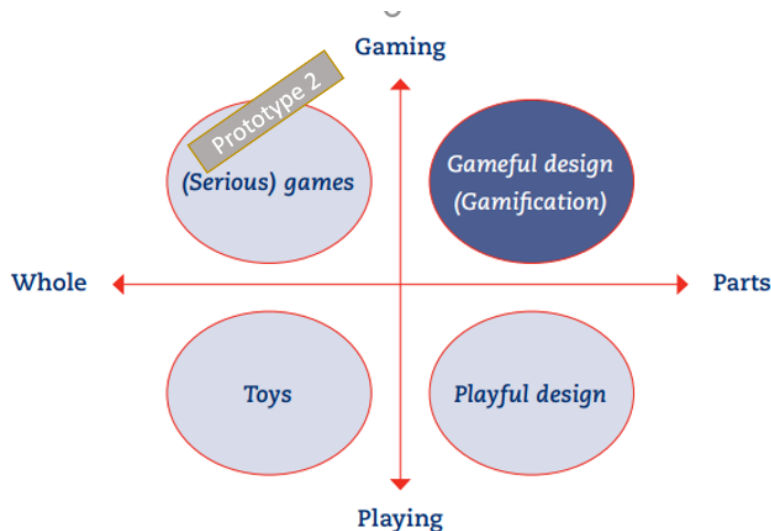 Gaming
Prototype 2
(Serious) games
Gameful design
(Gamification)
Whole
Parts
Toys
Playful design
Playing